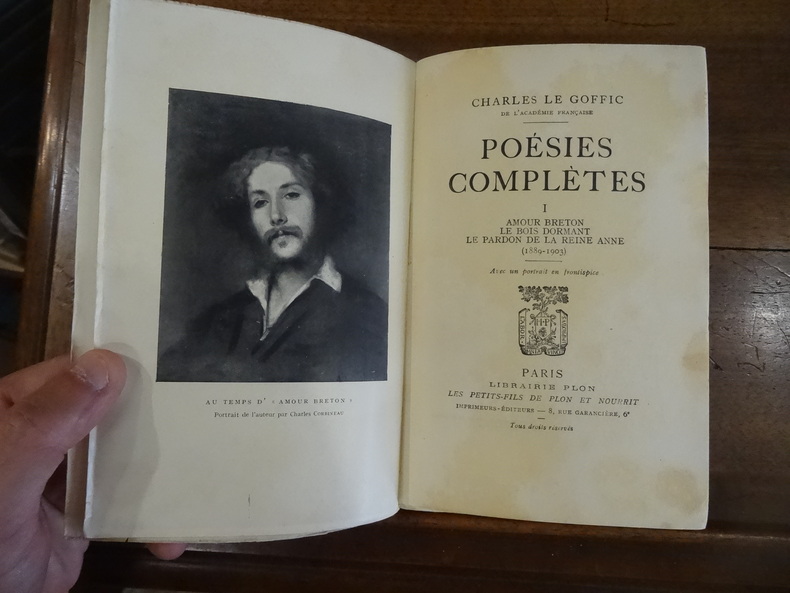 AU TEMPS D' « AMOUR BRETON »
Portrait de l'auteur par Charles
CHARLES LE GOFFIC
DE L'ACADÉMIE FRANÇAISE
POÉSIES
COMPLÈTES
I
AMOUR BRETON
LE BOIS DORMANT
LE PARDON DE LA REINE ANNE
(1889-1903)
Avec un portrait en frontispice
PARIS
LIBRAIRIE PLON
LES PETITS-FILS DE PLON ET NOURRIT
IMPRIMEURS-ÉDITEURS — 8, RUE GARANCIÈRE, 6e
Tous droits réservés